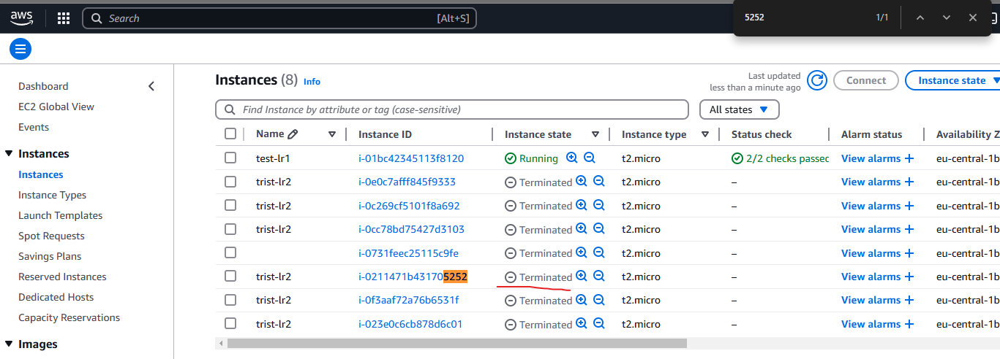 aws Search [Alt+S] 5252 1/1
Instances (8) Info Last updated less than a minute ago Connect Instance state
Dashboard
EC2 Global View
Events
Instances
Instances
Instance Types
Launch Templates
Spot Requests
Savings Plans
Reserved Instances
Dedicated Hosts
Capacity Reservations
Images
Find Instance by attribute or tag (case-sensitive) All states
Name Instance ID Instance state Instance type Status check Alarm status Availability Z
test-lr1 i-01bc42345113f8120 Running t2.micro 2/2 checks passed View alarms + eu-central-1b
trist-lr2 i-0e0c7afff845f9333 Terminated t2.micro – View alarms + eu-central-1b
trist-lr2 i-0c269cf5101f8a692 Terminated t2.micro – View alarms + eu-central-1b
trist-lr2 i-0cc78bd75427d3103 Terminated t2.micro – View alarms + eu-central-1b
i-0731feec25115c9fe Terminated t2.micro – View alarms + eu-central-1b
trist-lr2 i-0211471b431705252 Terminated t2.micro – View alarms + eu-central-1b
trist-lr2 i-0f3aaf72a76b6531f Terminated t2.micro – View alarms + eu-central-1b
trist-lr2 i-023e0c6cb878d6c01 Terminated t2.micro – View alarms + eu-central-1b